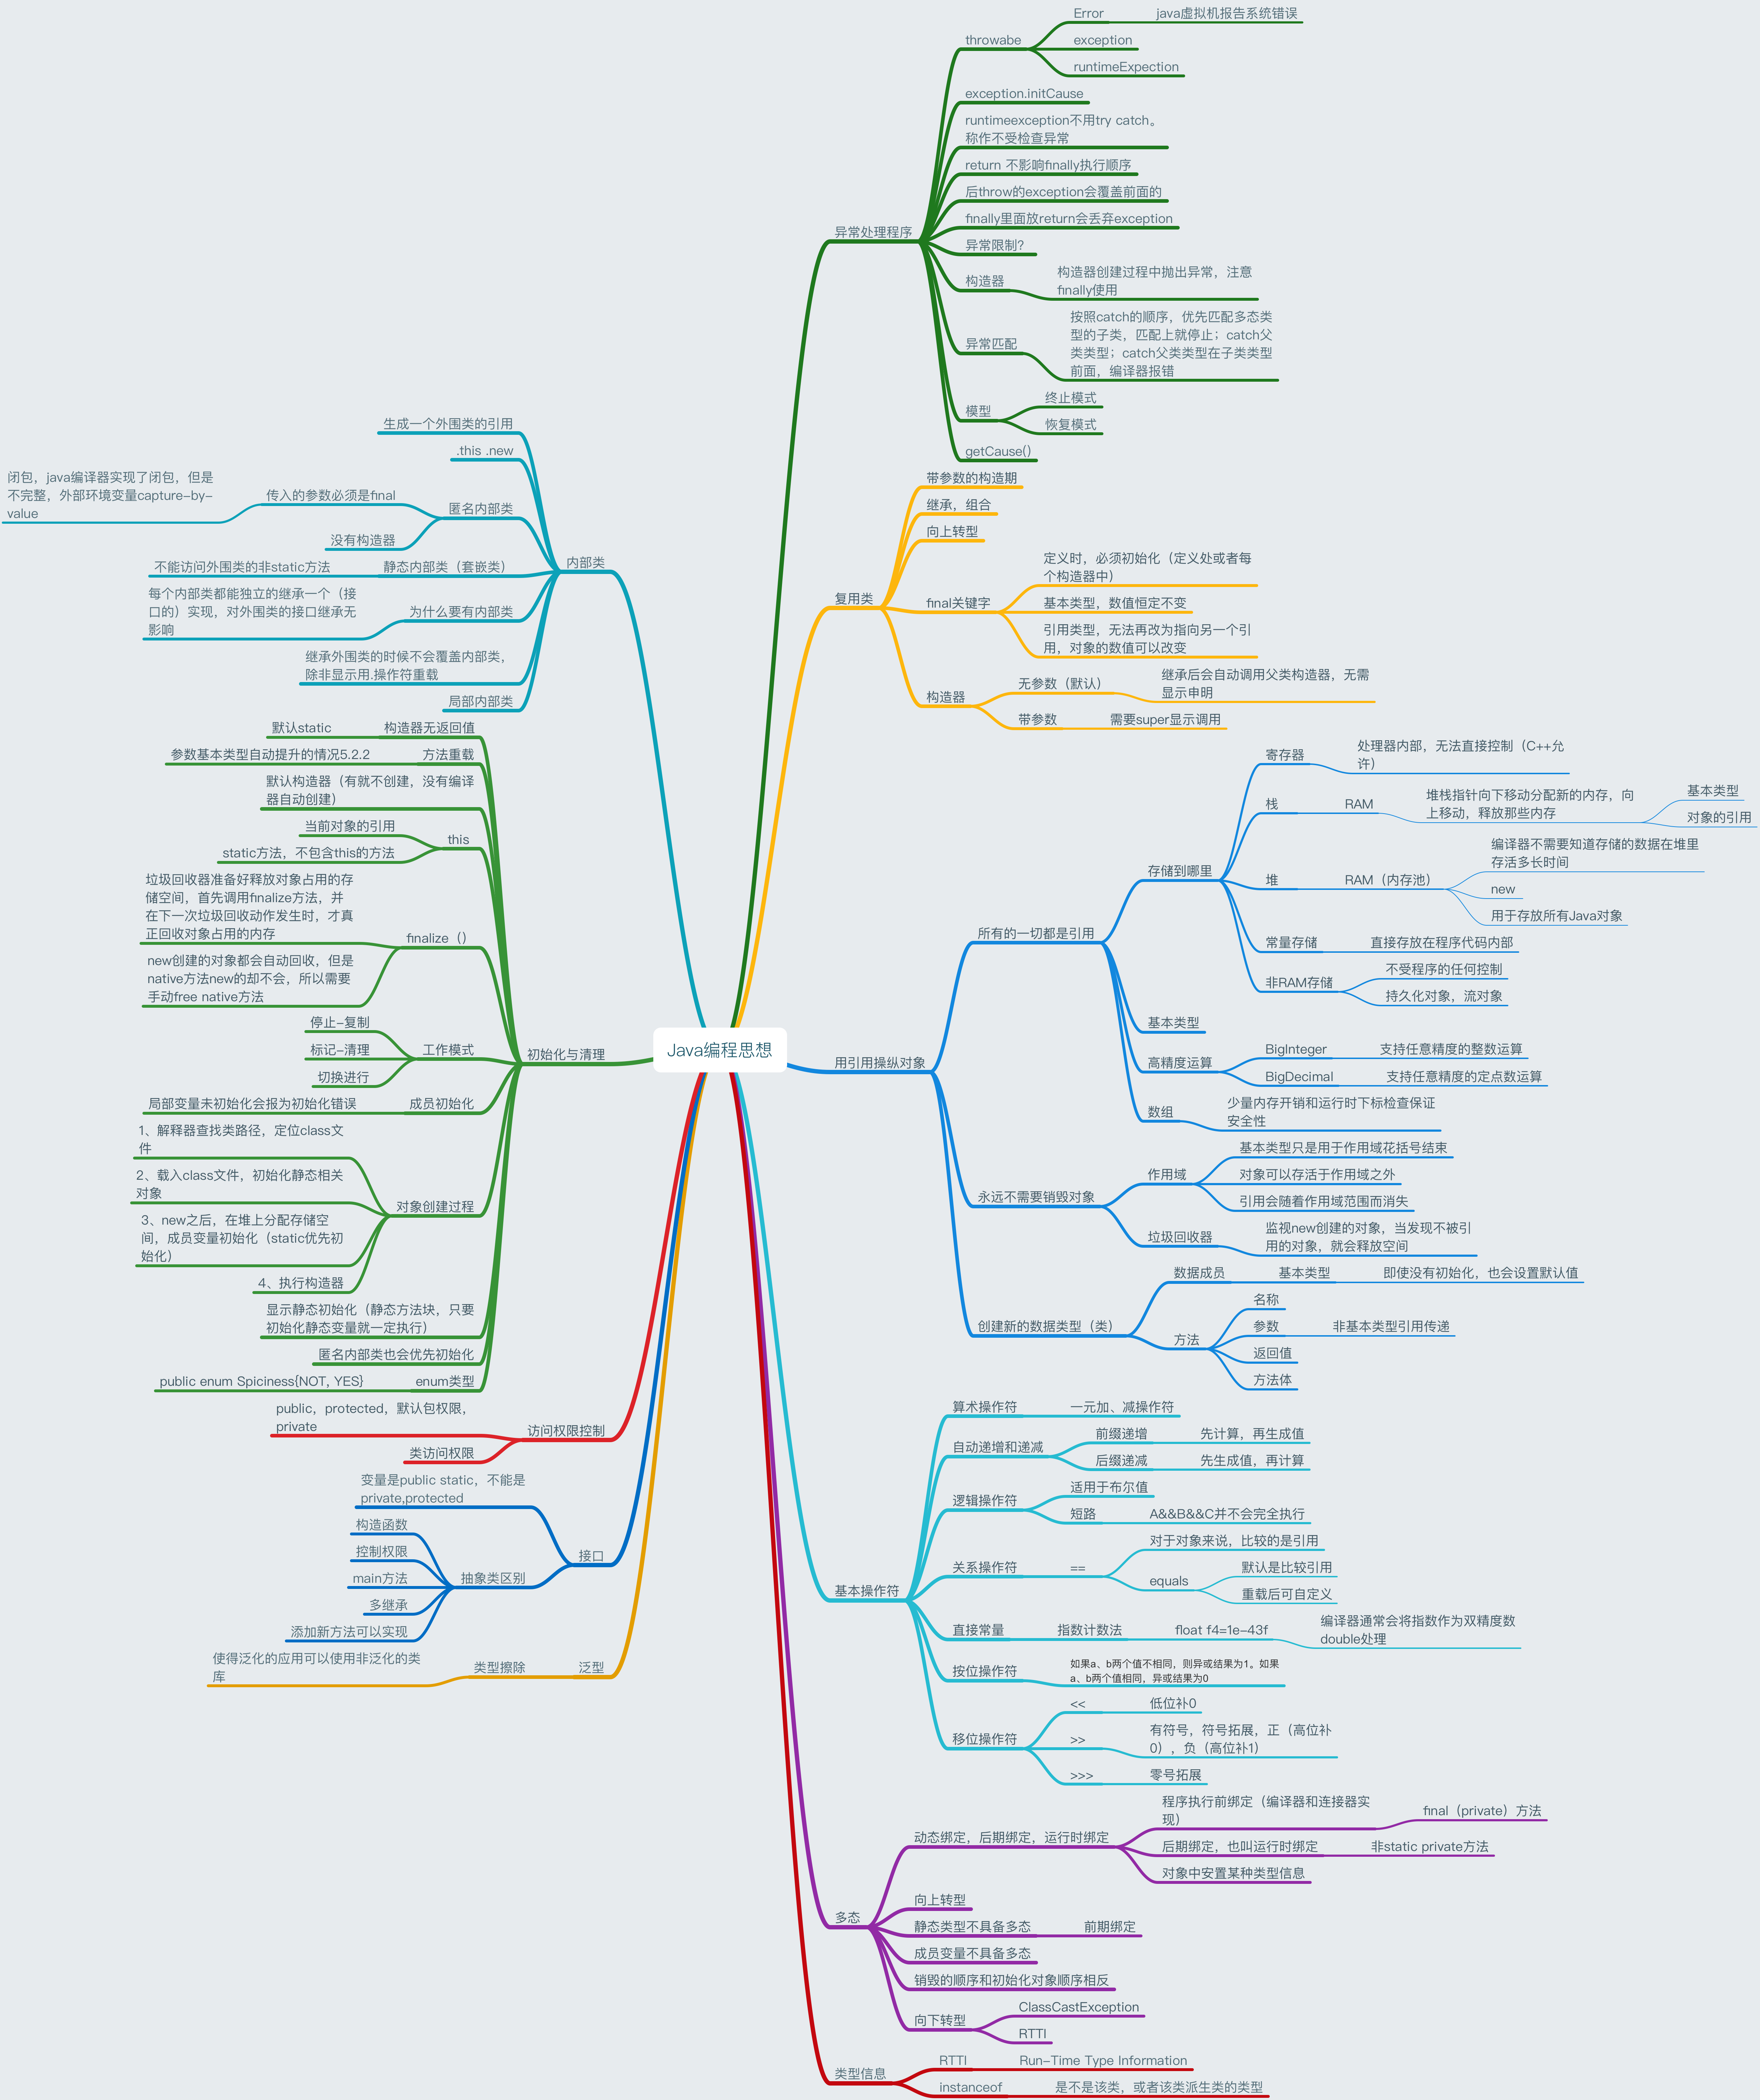 Java编程思想
异常处理程序
throwabe
Error
java虚拟机报告系统错误
exception
runtimeExpection
exception.initCause
runtimeexception不用try catch。
称作不受检查异常
return 不影响finally执行顺序
后throw的exception会覆盖前面的
finally里面放return会丢弃exception
异常限制?
构造器
构造器创建过程中抛出异常，注意
finally使用
异常匹配
按照catch的顺序，优先匹配多态类
型的子类，匹配上就停止；catch父
类类型；catch父类类型在子类类型
前面，编译器报错
模型
终止模式
恢复模式
getCause()
复用类
带参数的构造期
继承，组合
向上转型
final关键字
定义时，必须初始化（定义处或者每
个构造器中）
基本类型，数值恒定不变
引用类型，无法再改为指向另一个引
用，对象的数值可以改变
构造器
无参数（默认）
继承后会自动调用父类构造器，无需
显示申明
带参数
需要super显示调用
用引用操纵对象
所有的一切都是引用
存储到哪里
寄存器
处理器内部，无法直接控制（C++允
许）
栈
RAM
堆栈指针向下移动分配新的内存，向
上移动，释放那些内存
基本类型
对象的引用
堆
RAM（内存池）
编译器不需要知道存储的数据在堆里
存活多长时间
new
用于存放所有Java对象
常量存储
直接存放在程序代码内部
非RAM存储
不受程序的任何控制
持久化对象，流对象
基本类型
高精度运算
BigInteger
支持任意精度的整数运算
BigDecimal
支持任意精度的定点数运算
数组
少量内存开销和运行时下标检查保证
安全性
永远不需要销毁对象
作用域
基本类型只是用于作用域花括号结束
对象可以存活于作用域之外
引用会随着作用域范围而消失
垃圾回收器
监视new创建的对象，当发现不被引
用的对象，就会释放空间
创建新的数据类型（类）
数据成员
基本类型
即使没有初始化，也会设置默认值
方法
名称
参数
非基本类型引用传递
返回值
方法体
基本操作符
算术操作符
一元加、减操作符
自动递增和递减
前缀递增
先计算，再生成值
后缀递减
先生成值，再计算
逻辑操作符
适用于布尔值
短路
A&&B&&C并不会完全执行
关系操作符
==
对于对象来说，比较的是引用
equals
默认是比较引用
重载后可自定义
直接常量
指数计数法
float f4=1e-43f
编译器通常会将指数作为双精度数
double处理
按位操作符
如果a、b两个值不相同，则异或结果为1。如果
a、b两个值相同，异或结果为0
移位操作符
<<
低位补0
>>
有符号，符号拓展，正（高位补
0），负（高位补1）
>>>
零号拓展
多态
动态绑定，后期绑定，运行时绑定
程序执行前绑定（编译器和连接器实
现）
final（private）方法
后期绑定，也叫运行时绑定
非static private方法
对象中安置某种类型信息
向上转型
静态类型不具备多态
前期绑定
成员变量不具备多态
销毁的顺序和初始化对象顺序相反
向下转型
ClassCastException
RTTI
类型信息
RTTI
Run-Time Type Information
instanceof
是不是该类，或者该类派生类的类型
内部类
生成一个外围类的引用
.this .new
匿名内部类
传入的参数必须是final
闭包，java编译器实现了闭包，但是
不完整，外部环境变量capture-by-
value
没有构造器
静态内部类（套嵌类）
不能访问外围类的非static方法
为什么要有内部类
每个内部类都能独立的继承一个（接
口的）实现，对外围类的接口继承无
影响
继承外围类的时候不会覆盖内部类，
除非显示用.操作符重载
局部内部类
初始化与清理
构造器无返回值
默认static
方法重载
参数基本类型自动提升的情况5.2.2
默认构造器（有就不创建，没有编译
器自动创建）
this
当前对象的引用
static方法，不包含this的方法
finalize（）
垃圾回收器准备好释放对象占用的存
储空间，首先调用finalize方法，并
在下一次垃圾回收动作发生时，才真
正回收对象占用的内存
new创建的对象都会自动回收，但是
native方法new的却不会，所以需要
手动free native方法
工作模式
停止-复制
标记-清理
切换进行
成员初始化
局部变量未初始化会报为初始化错误
对象创建过程
1、解释器查找类路径，定位class文
件
2、载入class文件，初始化静态相关
对象
3、new之后，在堆上分配存储空
间，成员变量初始化（static优先初
始化）
4、执行构造器
显示静态初始化（静态方法块，只要
初始化静态变量就一定执行）
匿名内部类也会优先初始化
enum类型
public enum Spiciness{NOT, YES}
访问权限控制
public，protected，默认包权限，
private
类访问权限
接口
变量是public static，不能是
private,protected
抽象类区别
构造函数
控制权限
main方法
多继承
添加新方法可以实现
泛型
类型擦除
使得泛化的应用可以使用非泛化的类
库